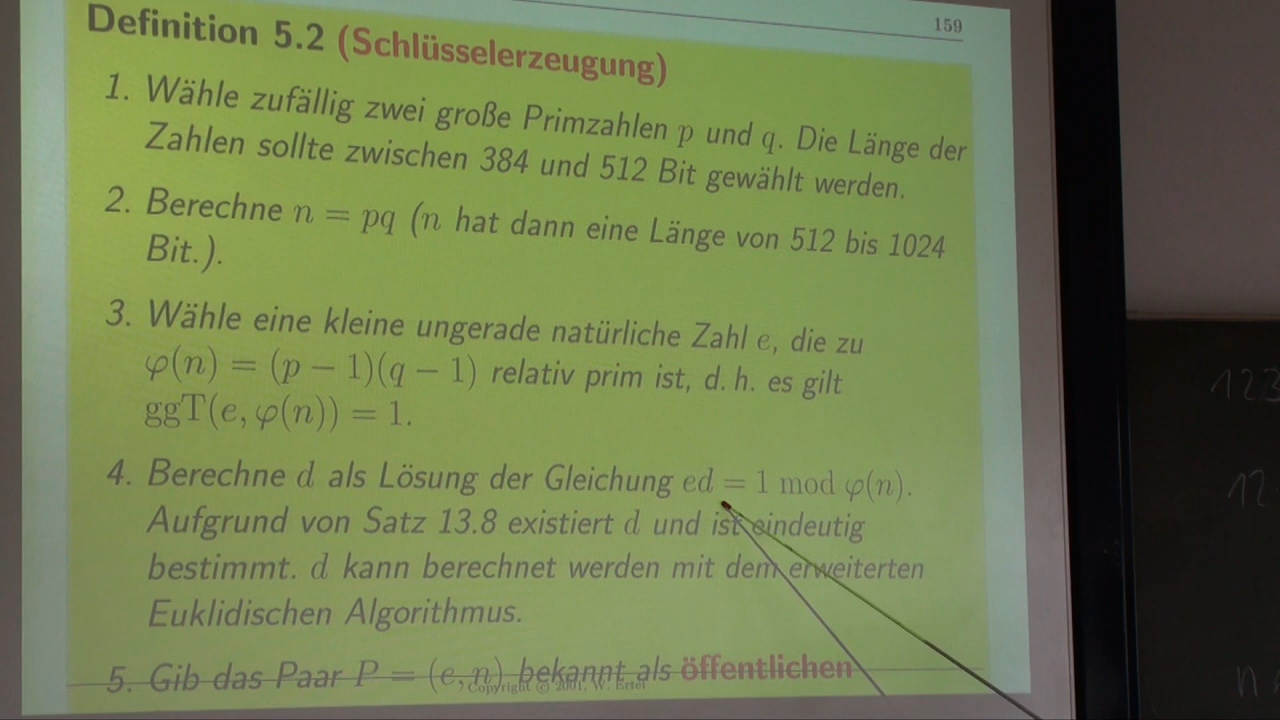 159
Definition 5.2 (Schlüsselerzeugung)
1. Wähle zufällig zwei große Primzahlen p und q. Die Länge der
Zahlen sollte zwischen 384 und 512 Bit gewählt werden.
2. Berechne n = pq (n hat dann eine Länge von 512 bis 1024
Bit.).
3. Wähle eine kleine ungerade natürliche Zahl e, die zu
φ(n) = (p − 1)(q − 1) relativ prim ist, d. h. es gilt
ggT(e, φ(n)) = 1.
4. Berechne d als Lösung der Gleichung ed = 1 mod φ(n).
Aufgrund von Satz 13.8 existiert d und ist eindeutig
bestimmt. d kann berechnet werden mit dem erweiterten
Euklidischen Algorithmus.
5. Gib das Paar P = (e, n) bekannt als öffentlichen
Copyright © 2001, W. Ertel
123
12
n